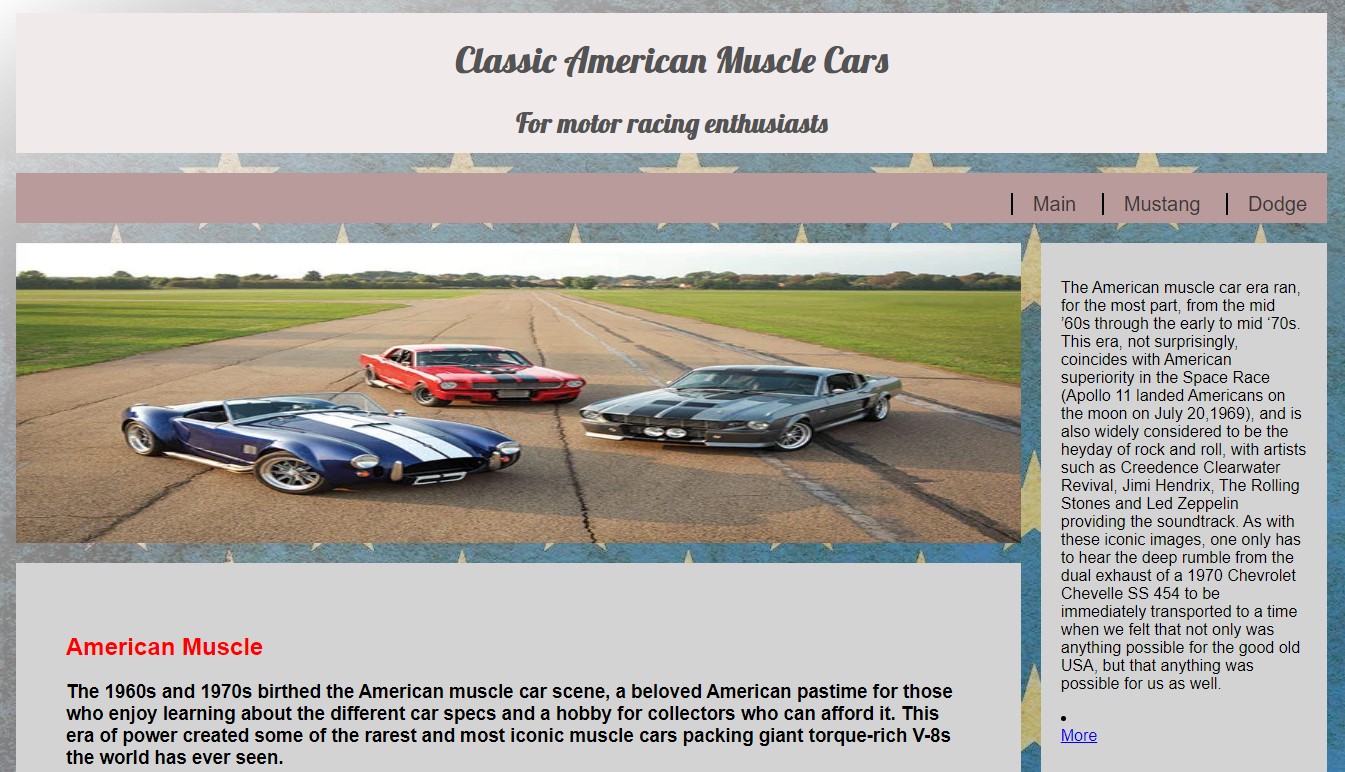 Classic American Muscle Cars
For motor racing enthusiasts
Main
Mustang
Dodge
The American muscle car era ran,
for the most part, from the mid
’60s through the early to mid ‘70s.
This era, not surprisingly,
coincides with American
superiority in the Space Race
(Apollo 11 landed Americans on
the moon on July 20,1969), and is
also widely considered to be the
heyday of rock and roll, with artists
such as Creedence Clearwater
Revival, Jimi Hendrix, The Rolling
Stones and Led Zeppelin
providing the soundtrack. As with
these iconic images, one only has
to hear the deep rumble from the
dual exhaust of a 1970 Chevrolet
Chevelle SS 454 to be
immediately transported to a time
when we felt that not only was
anything possible for the good old
USA, but that anything was
possible for us as well.
More
American Muscle
The 1960s and 1970s birthed the American muscle car scene, a beloved American pastime for those
who enjoy learning about the different car specs and a hobby for collectors who can afford it. This
era of power created some of the rarest and most iconic muscle cars packing giant torque-rich V-8s
the world has ever seen.